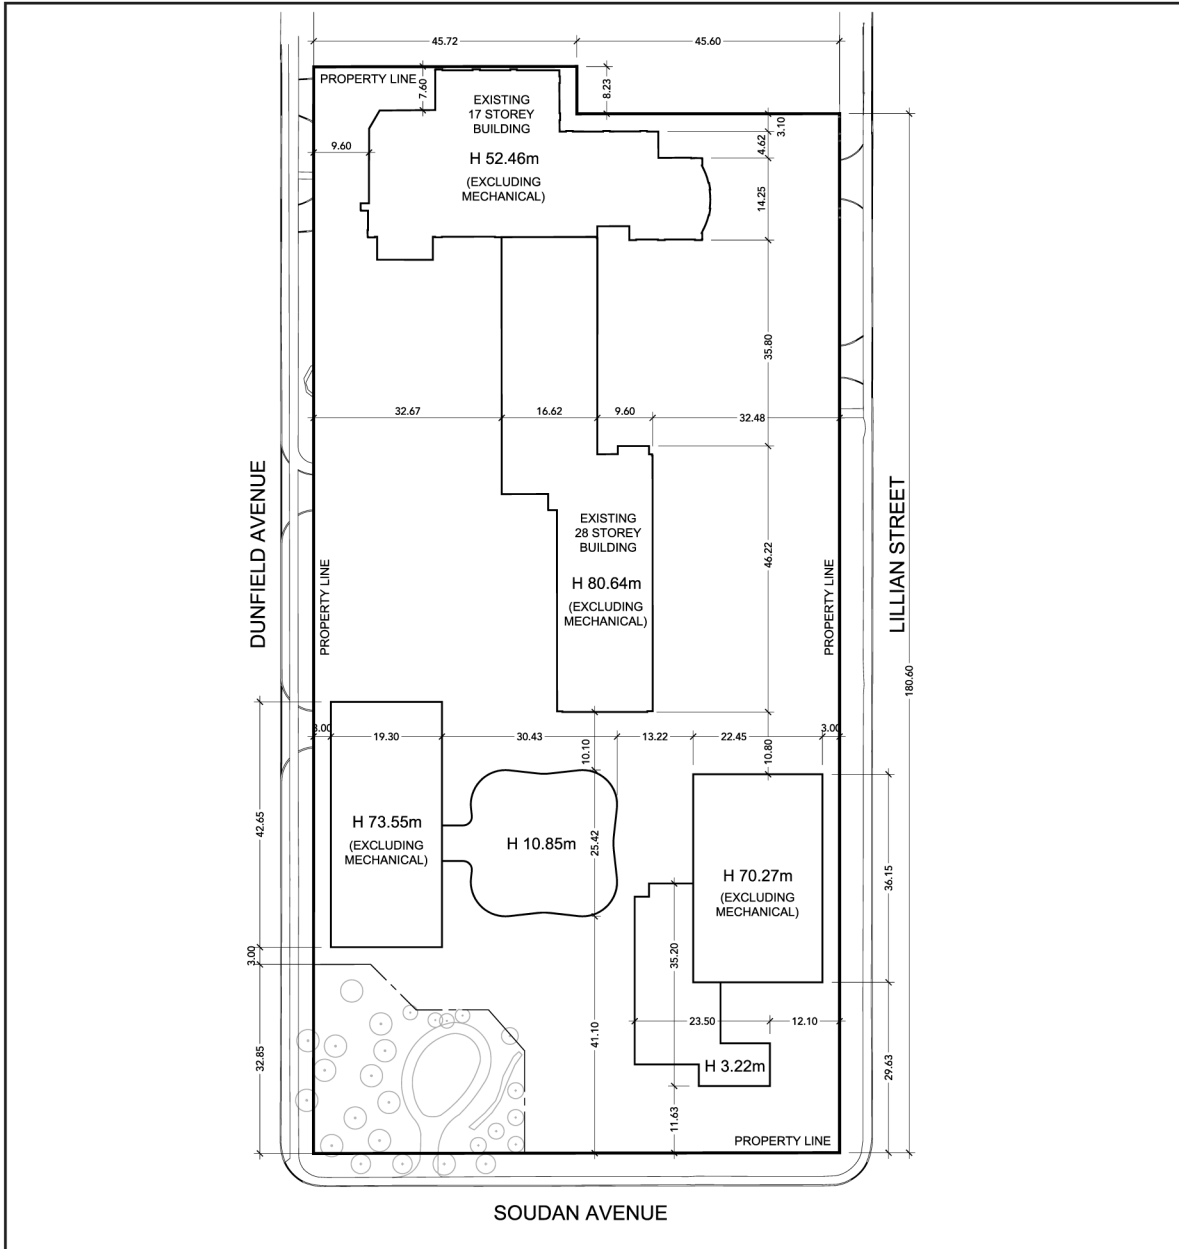 45.72
45.60
PROPERTY LINE
7.60
8.23
EXISTING
17 STOREY
BUILDING
H 52.46m
(EXCLUDING
MECHANICAL)
9.60
3.10
4.62
14.25
35.80
32.67
16.62
9.60
32.48
DUNFIELD AVENUE
LILLIAN STREET
EXISTING
28 STOREY
BUILDING
H 80.64m
(EXCLUDING
MECHANICAL)
46.22
PROPERTY LINE
PROPERTY LINE
180.60
3.00
19.30
30.43
10.10
13.22
22.45
10.80
3.00
42.65
H 73.55m
(EXCLUDING
MECHANICAL)
H 10.85m
25.42
H 70.27m
(EXCLUDING
MECHANICAL)
36.15
3.00
35.20
32.85
41.10
23.50
12.10
29.63
H 3.22m
11.63
PROPERTY LINE
SOUDAN AVENUE